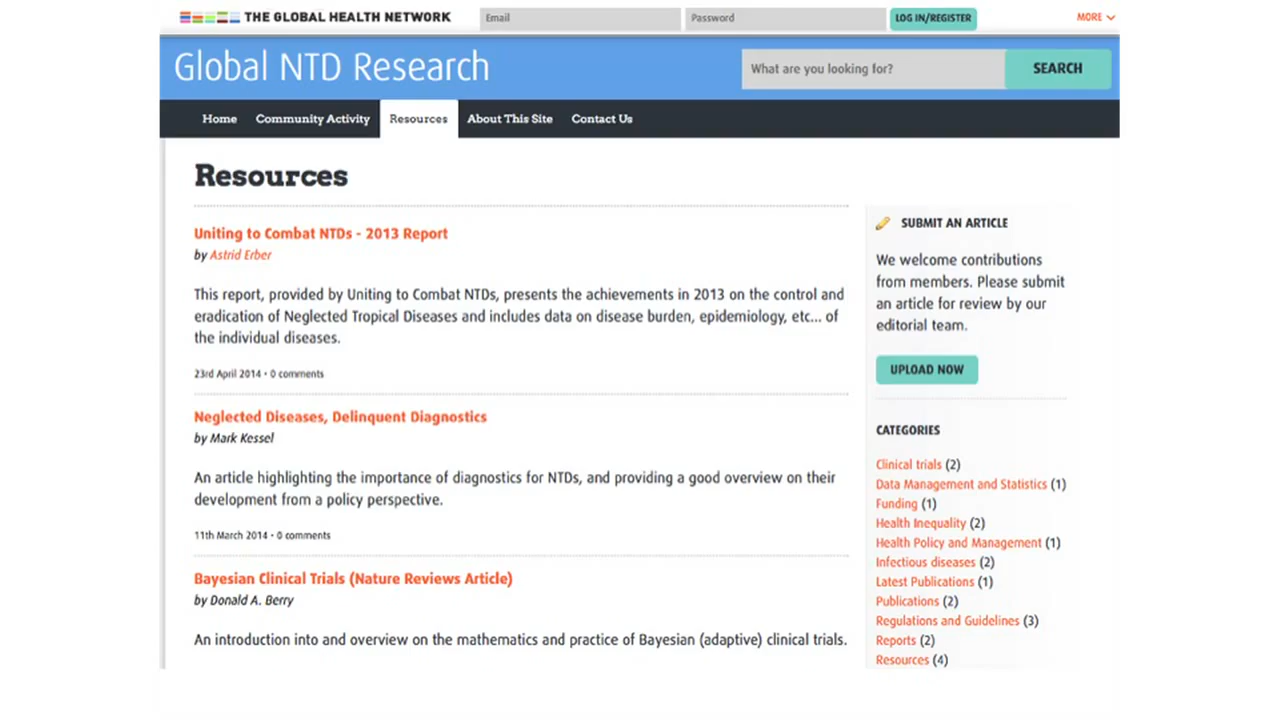 THE GLOBAL HEALTH NETWORK
Email
Password
LOG IN/REGISTER
MORE
Global NTD Research
What are you looking for?
SEARCH
Home
Community Activity
Resources
About This Site
Contact Us
Resources
Uniting to Combat NTDs - 2013 Report
by Astrid Erber
This report, provided by Uniting to Combat NTDs, presents the achievements in 2013 on the control and
eradication of Neglected Tropical Diseases and includes data on disease burden, epidemiology, etc... of
the individual diseases.
23rd April 2014 • 0 comments
Neglected Diseases, Delinquent Diagnostics
by Mark Kessel
An article highlighting the importance of diagnostics for NTDs, and providing a good overview on their
development from a policy perspective.
11th March 2014 • 0 comments
Bayesian Clinical Trials (Nature Reviews Article)
by Donald A. Berry
An introduction into and overview on the mathematics and practice of Bayesian (adaptive) clinical trials.
SUBMIT AN ARTICLE
We welcome contributions
from members. Please submit
an article for review by our
editorial team.
UPLOAD NOW
CATEGORIES
Clinical trials (2)
Data Management and Statistics (1)
Funding (1)
Health Inequality (2)
Health Policy and Management (1)
Infectious diseases (2)
Latest Publications (1)
Publications (2)
Regulations and Guidelines (3)
Reports (2)
Resources (4)